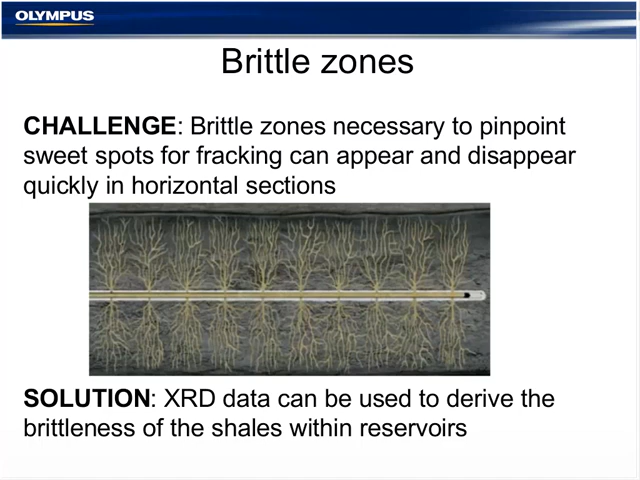 OLYMPUS
Brittle zones
CHALLENGE: Brittle zones necessary to pinpoint
sweet spots for fracking can appear and disappear
quickly in horizontal sections
SOLUTION: XRD data can be used to derive the
brittleness of the shales within reservoirs